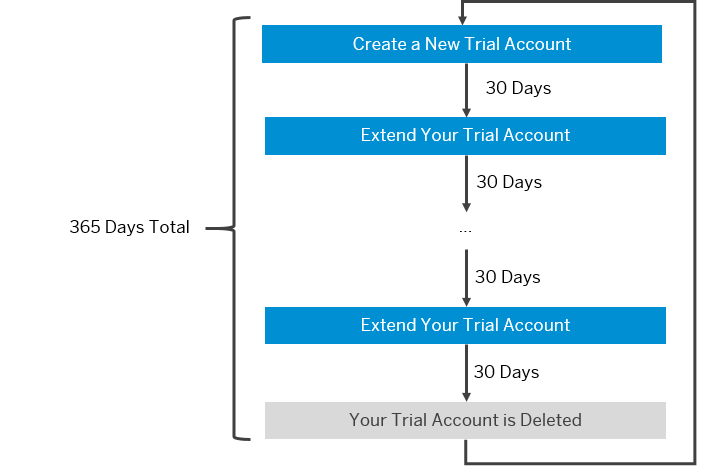 Create a New Trial Account
30 Days
Extend Your Trial Account
30 Days
365 Days Total
...
30 Days
Extend Your Trial Account
30 Days
Your Trial Account is Deleted